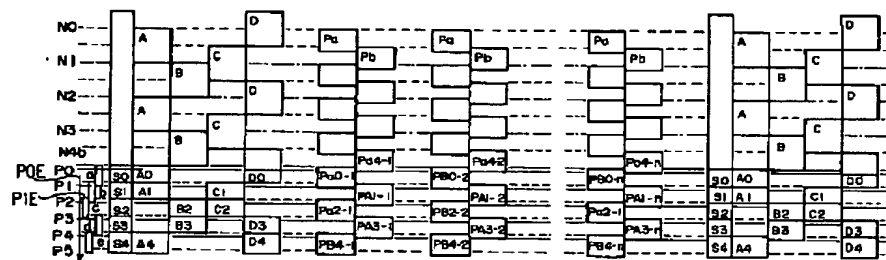 N0 D D
A Pa Pa Pa A
N1 Pb Pb Pb
C C
B B
N2 D D
A A
N3 C C
B B
N4b Pa4-1 Pa4-2 Pa4-n
P0 S0 A0 D0 Pa0-1 PB0-2 PB0-n S0 A0 D0
P0E a
P1 S1 A1 C1 PA1-1 PA1-2 PA1-n S1 A1 C1
P1E b
P2 S2 B2 C2 Pa2-1 PB2-2 Pa2-1 S2 B2 C2
c
P3 S3 B3 D3 PA3-1 PA3-2 PA3-n S3 B3 D3
d
P4 S4 A4 D4 PB4-1 PB4-2 PB4-n S4 A4 D4
e
P5